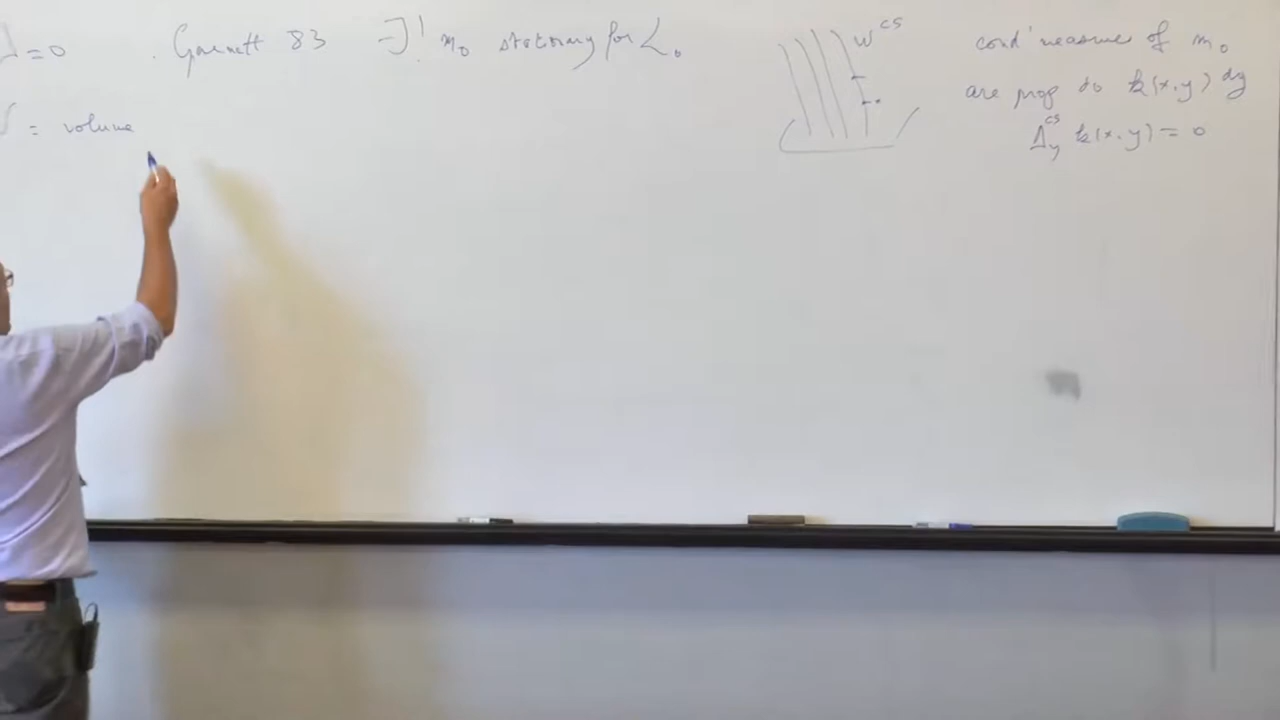 = 0 . Garnett 83 ∃! m₀ stationary for L₀
= volume
W^{cs}
cond' measures of m₀
are prop to k(x,y) dy
Δ_y^{cs} k(x,y) = 0